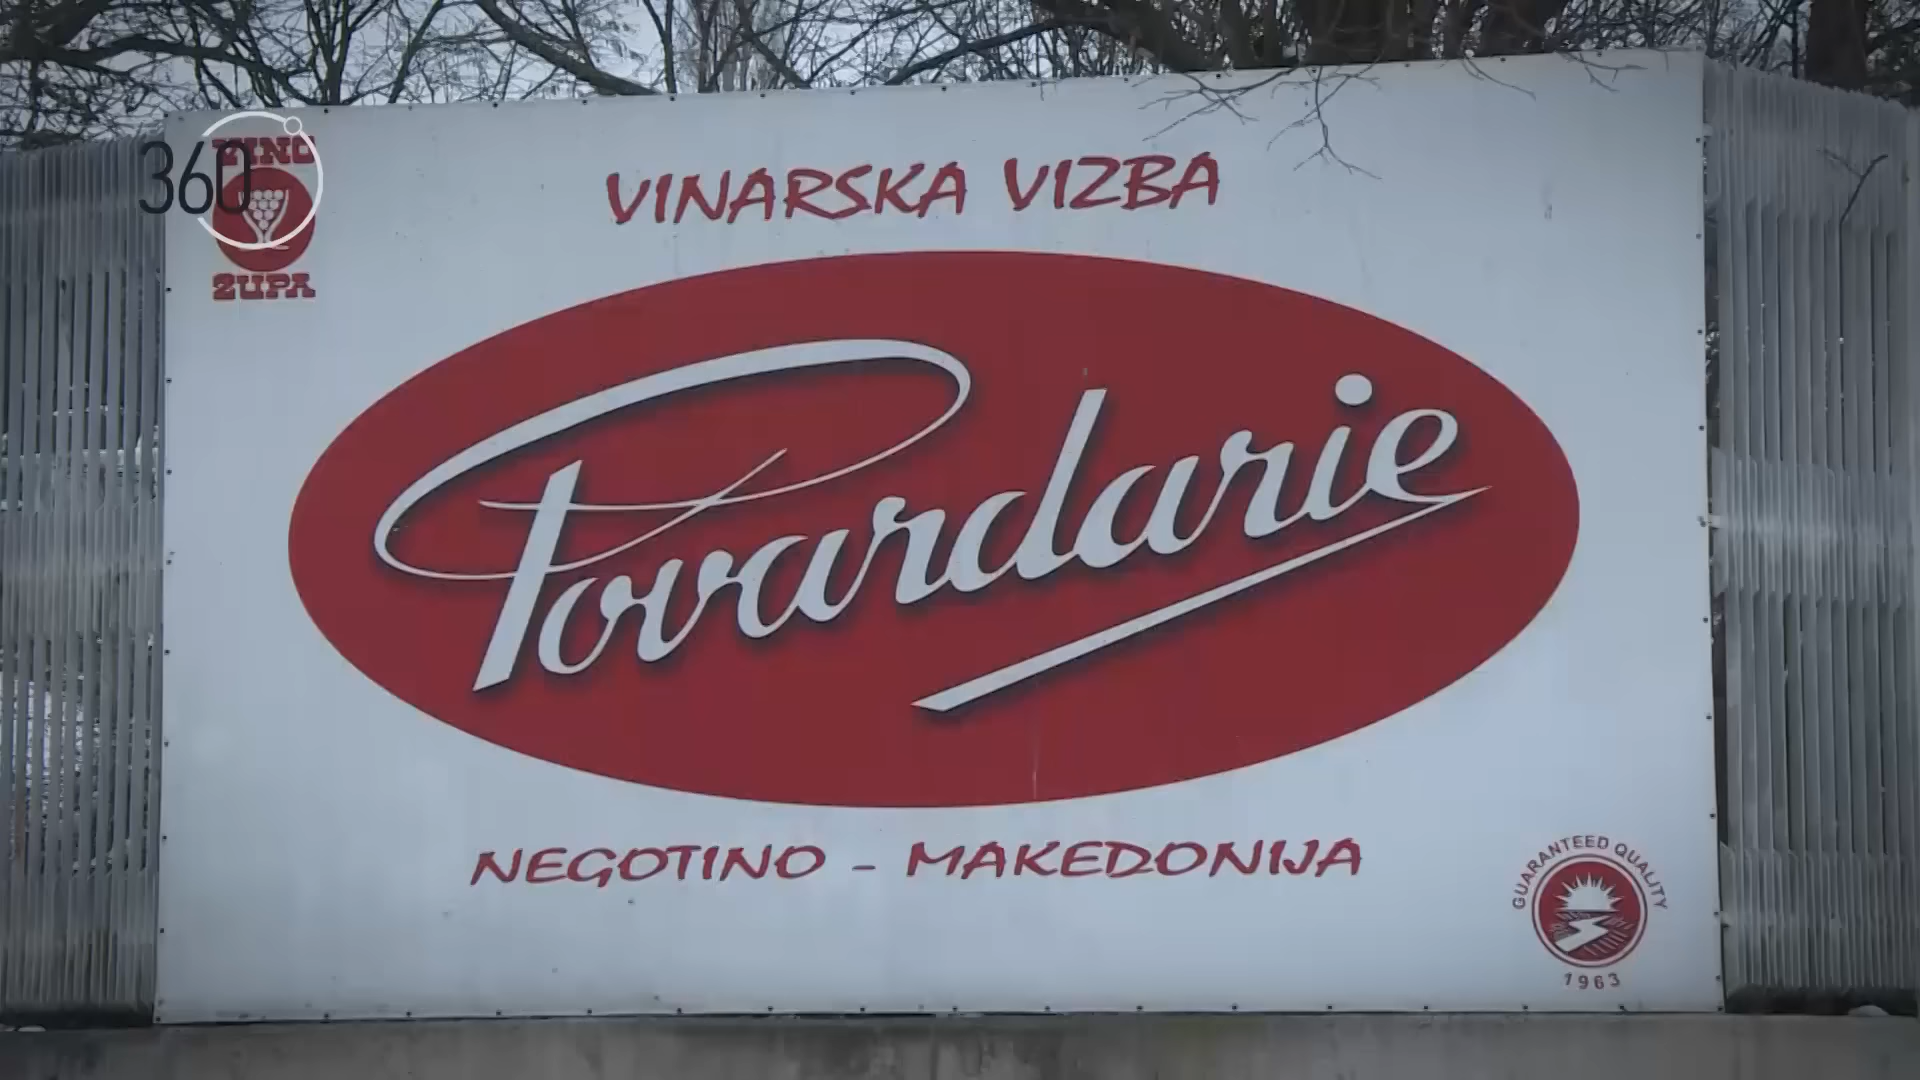 360
VINO
ZUPA
VINARSKA VIZBA
Povardarie
NEGOTINO - MAKEDONIJA
GUARANTEED QUALITY
1963